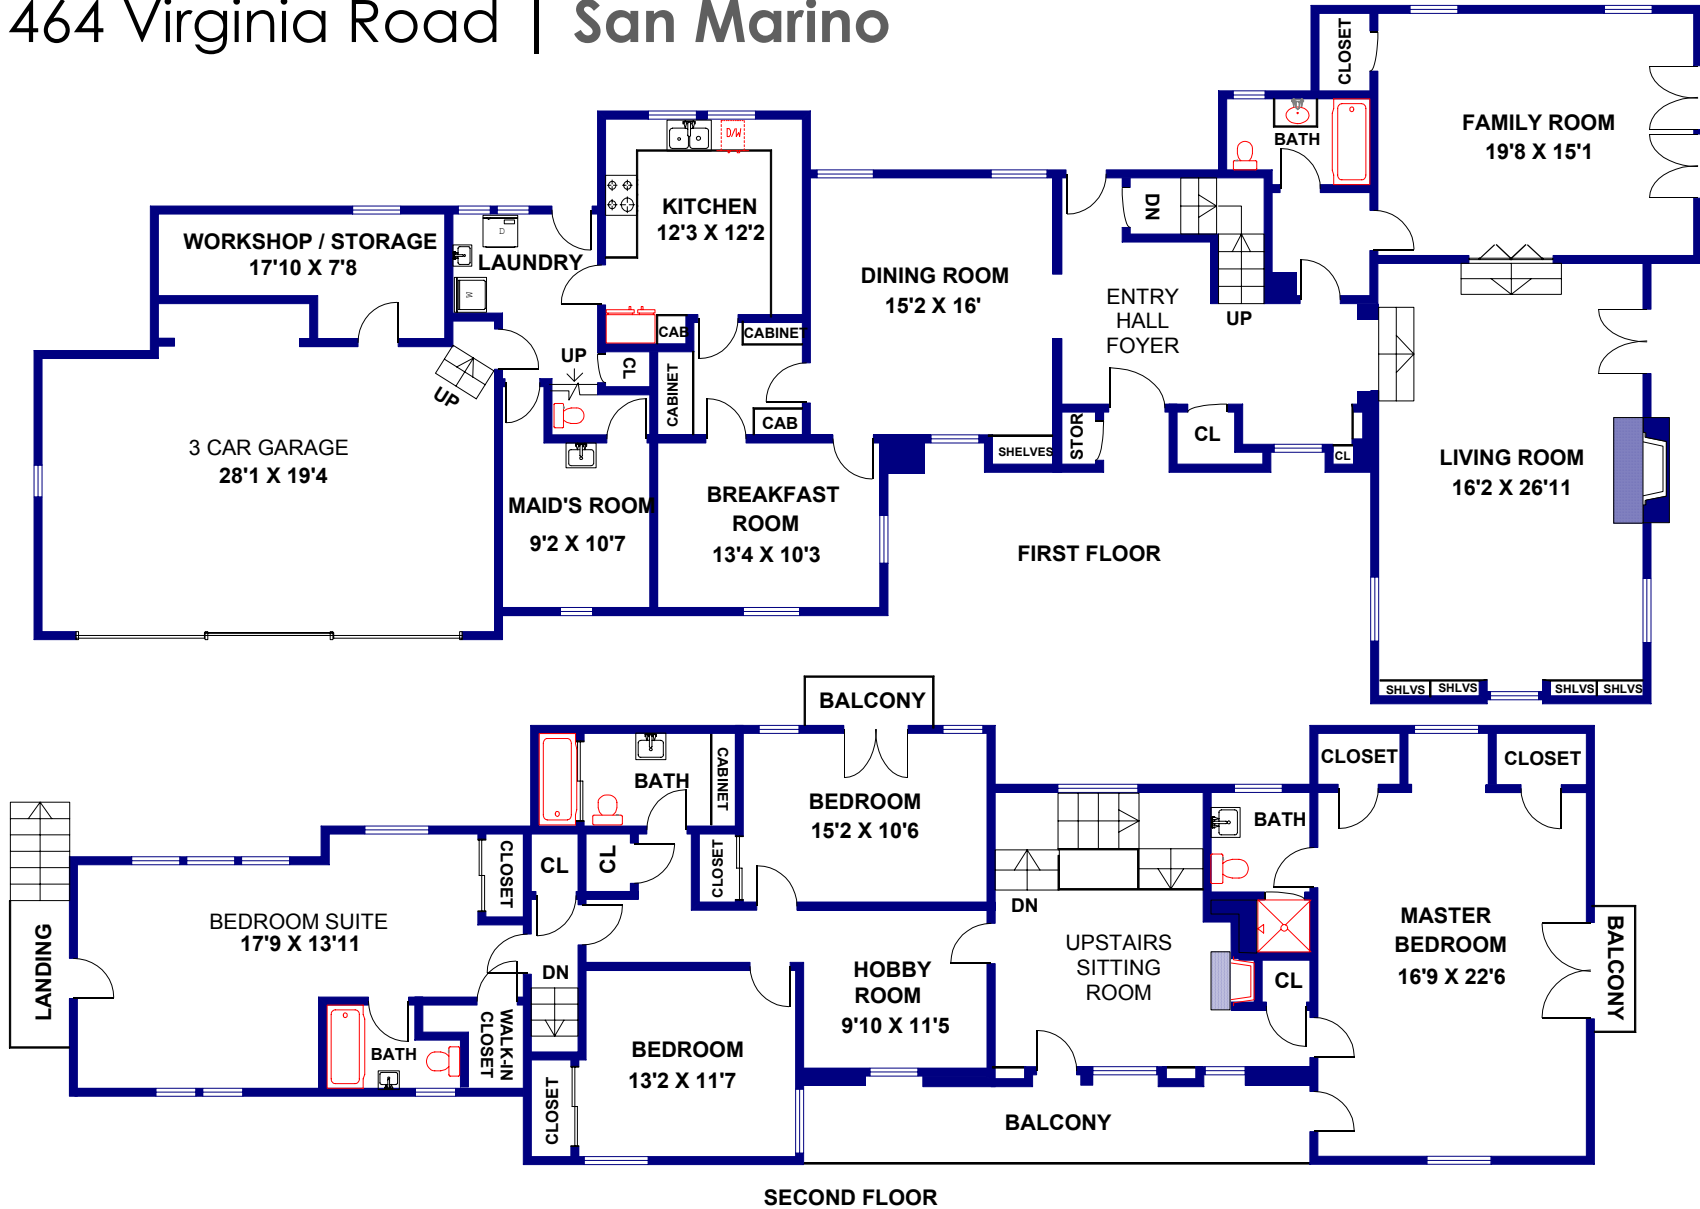 464 Virginia Road | San Marino
CLOSET
FAMILY ROOM
19'8 X 15'1
BATH
D/W
KITCHEN
12'3 X 12'2
DN
WORKSHOP / STORAGE
17'10 X 7'8
D
LAUNDRY
M
DINING ROOM
15'2 X 16'
ENTRY
HALL
FOYER
UP
CAB
CABINET
UP
CL
CABINET
UP
CAB
STOR
CL
SHELVES
CL
3 CAR GARAGE
28'1 X 19'4
LIVING ROOM
16'2 X 26'11
MAID'S ROOM
9'2 X 10'7
BREAKFAST
ROOM
13'4 X 10'3
FIRST FLOOR
SHLVS
SHLVS
SHLVS
SHLVS
BALCONY
BATH
CABINET
BEDROOM
15'2 X 10'6
CLOSET
CLOSET
BATH
CLOSET
CL
CL
CLOSET
DN
BEDROOM SUITE
17'9 X 13'11
LANDING
UPSTAIRS
SITTING
ROOM
MASTER
BEDROOM
16'9 X 22'6
BALCONY
DN
HOBBY
ROOM
9'10 X 11'5
CL
WALK-IN
CLOSET
BATH
BEDROOM
13'2 X 11'7
CLOSET
BALCONY
SECOND FLOOR